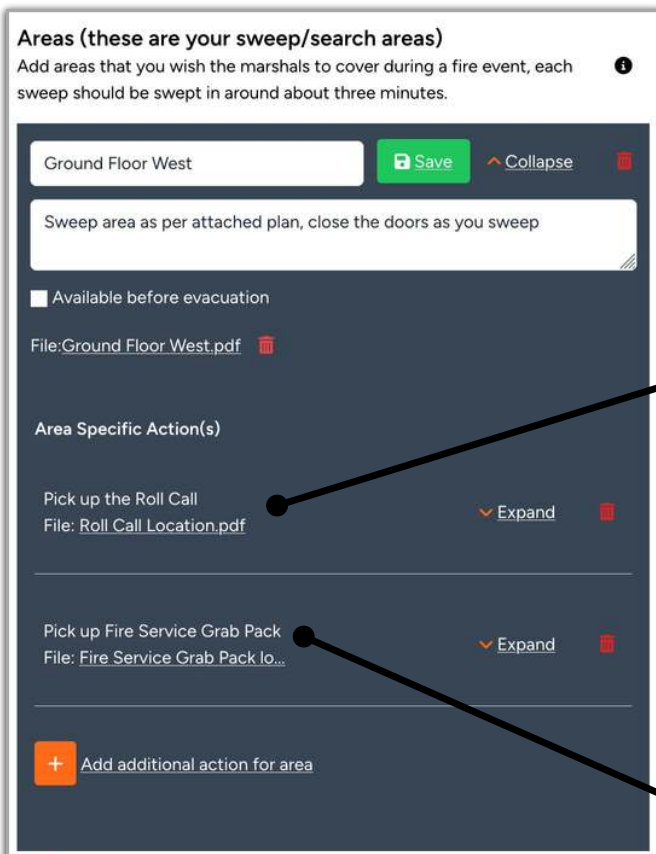 Areas (these are your sweep/search areas)
Add areas that you wish the marshals to cover during a fire event, each
sweep should be swept in around about three minutes.
Ground Floor West
Save
Collapse
Sweep area as per attached plan, close the doors as you sweep
Available before evacuation
File:Ground Floor West.pdf
Area Specific Action(s)
Pick up the Roll Call
Expand
File: Roll Call Location.pdf
Pick up Fire Service Grab Pack
Expand
File: Fire Service Grab Pack lo...
+ Add additional action for area